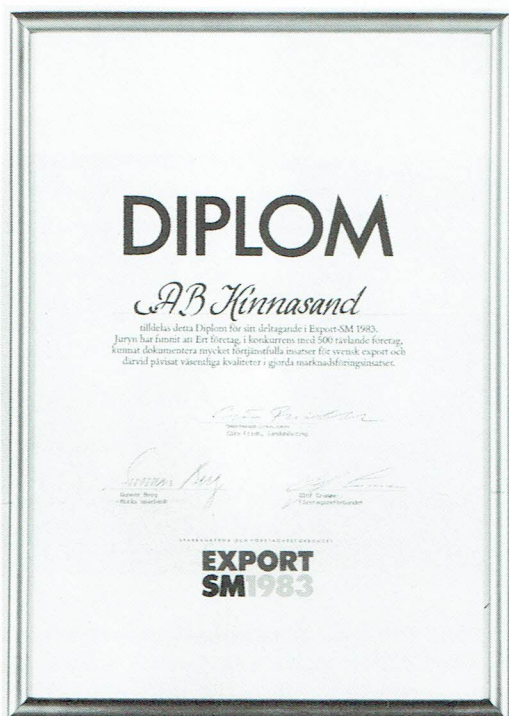 DIPLOM
AB Kinnasand
tilldelas detta Diplom för sitt deltagande i Export-SM 1983.
Juryn har funnit att Ert företag, i konkurrens med 500 tävlande företag,
kunnat dokumentera mycket förtjänstfulla insatser för svensk export och
därvid påvisat väsentliga kvaliteter i gjorda marknadsföringsinsatser.
Gunnar Berg
EXPORT
SM1983